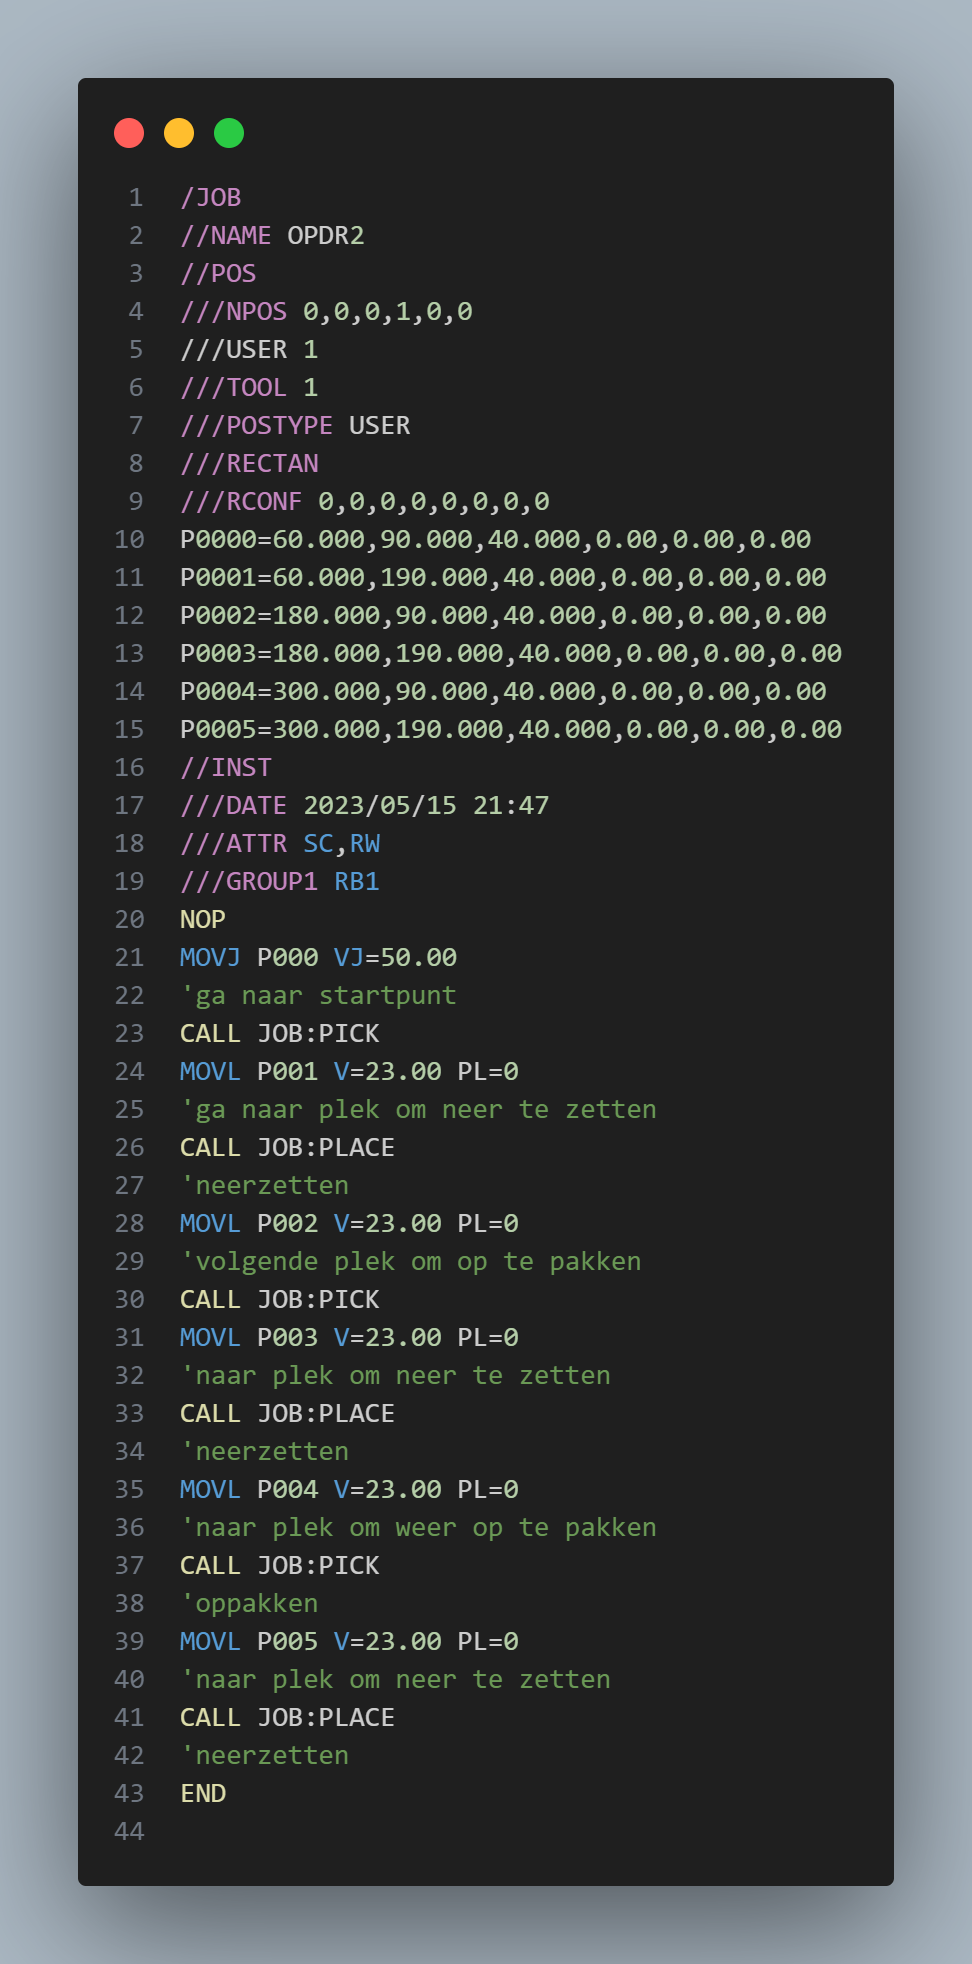 1 /JOB
2 //NAME OPDR2
3 //POS
4 ///NPOS 0,0,0,1,0,0
5 ///USER 1
6 ///TOOL 1
7 ///POSTYPE USER
8 ///RECTAN
9 ///RCONF 0,0,0,0,0,0,0,0
10 P0000=60.000,90.000,40.000,0.00,0.00,0.00
11 P0001=60.000,190.000,40.000,0.00,0.00,0.00
12 P0002=180.000,90.000,40.000,0.00,0.00,0.00
13 P0003=180.000,190.000,40.000,0.00,0.00,0.00
14 P0004=300.000,90.000,40.000,0.00,0.00,0.00
15 P0005=300.000,190.000,40.000,0.00,0.00,0.00
16 //INST
17 ///DATE 2023/05/15 21:47
18 ///ATTR SC,RW
19 ///GROUP1 RB1
20 NOP
21 MOVJ P000 VJ=50.00
22 'ga naar startpunt
23 CALL JOB:PICK
24 MOVL P001 V=23.00 PL=0
25 'ga naar plek om neer te zetten
26 CALL JOB:PLACE
27 'neerzetten
28 MOVL P002 V=23.00 PL=0
29 'volgende plek om op te pakken
30 CALL JOB:PICK
31 MOVL P003 V=23.00 PL=0
32 'naar plek om neer te zetten
33 CALL JOB:PLACE
34 'neerzetten
35 MOVL P004 V=23.00 PL=0
36 'naar plek om weer op te pakken
37 CALL JOB:PICK
38 'oppakken
39 MOVL P005 V=23.00 PL=0
40 'naar plek om neer te zetten
41 CALL JOB:PLACE
42 'neerzetten
43 END
44